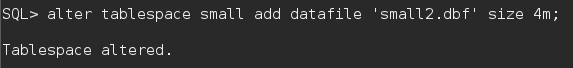 SQL> alter tablespace small add datafile 'small2.dbf' size 4m;
Tablespace altered.